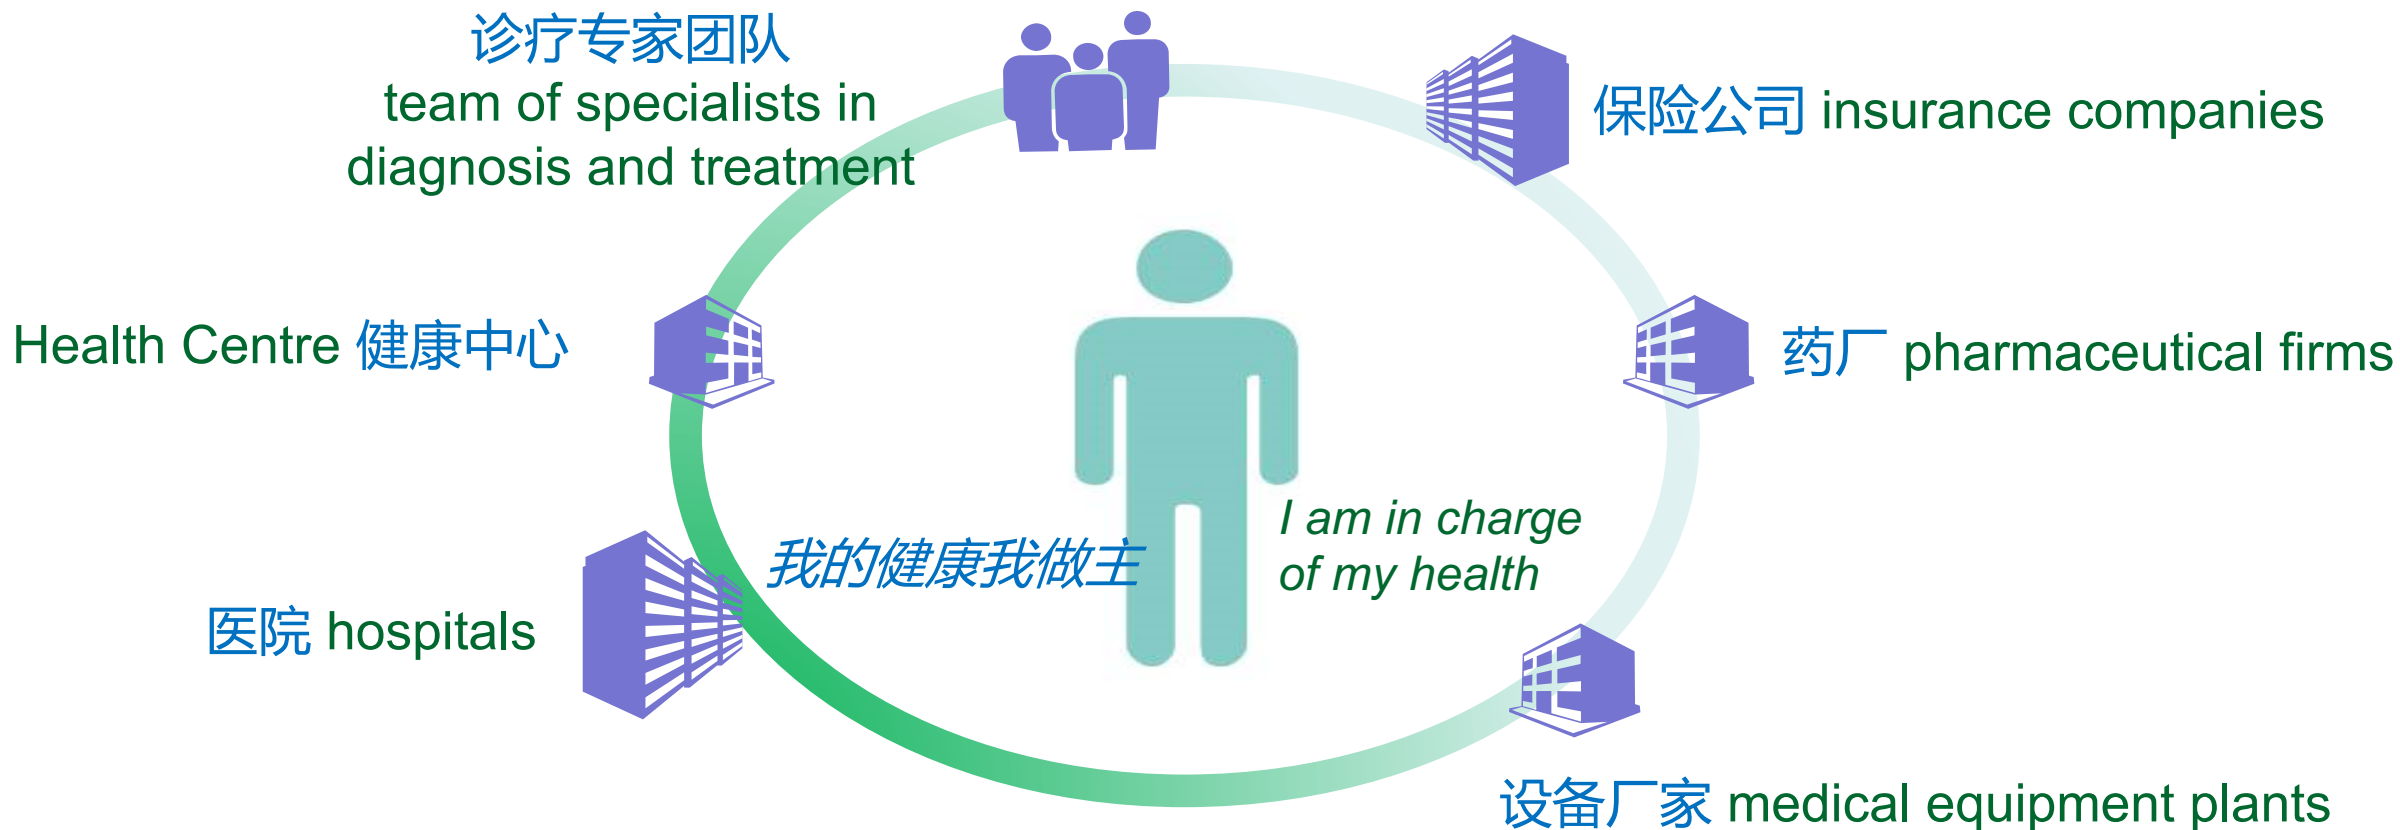 诊疗专家团队
team of specialists in
diagnosis and treatment
保险公司 insurance companies
Health Centre 健康中心
药厂 pharmaceutical firms
我的健康我做主
I am in charge
of my health
医院 hospitals
设备厂家 medical equipment plants